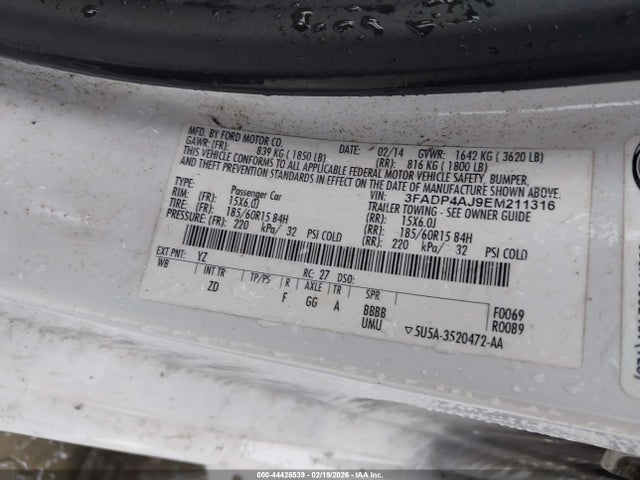 MFD. BY FORD MOTOR CO.
DATE: 02/14 GVWR: 1642 KG ( 3620 LB)
GAWR: (FR): 839 KG ( 1850 LB) (RR): 816 KG ( 1800 LB)
THIS VEHICLE CONFORMS TO ALL APPLICABLE FEDERAL MOTOR VEHICLE SAFETY, BUMPER,
AND THEFT PREVENTION STANDARDS IN EFFECT ON THE DATE OF MANUFACTURE SHOWN ABOVE.
VIN: 3FADP4AJ9EM211316
TYPE: Passenger Car TRAILER TOWING - SEE OWNER GUIDE
RIM: (FR): 15X6.0J (RR): 15X6.0J
TIRE: (FR): 185/60R15 84H (RR): 185/60R15 84H
PRESSURE: (FR): 220 kPa/ 32 PSI COLD (RR): 220 kPa/ 32 PSI COLD
EXT PNT: YZ RC: 27 DSO:
WB INT TR TP/PS R AXLE TR SPR
ZD F GG A BBBB F0069
UMU R0089
▽5U5A-3520472-AA
000-44428539 - 02/19/2026 - IAAI.COM